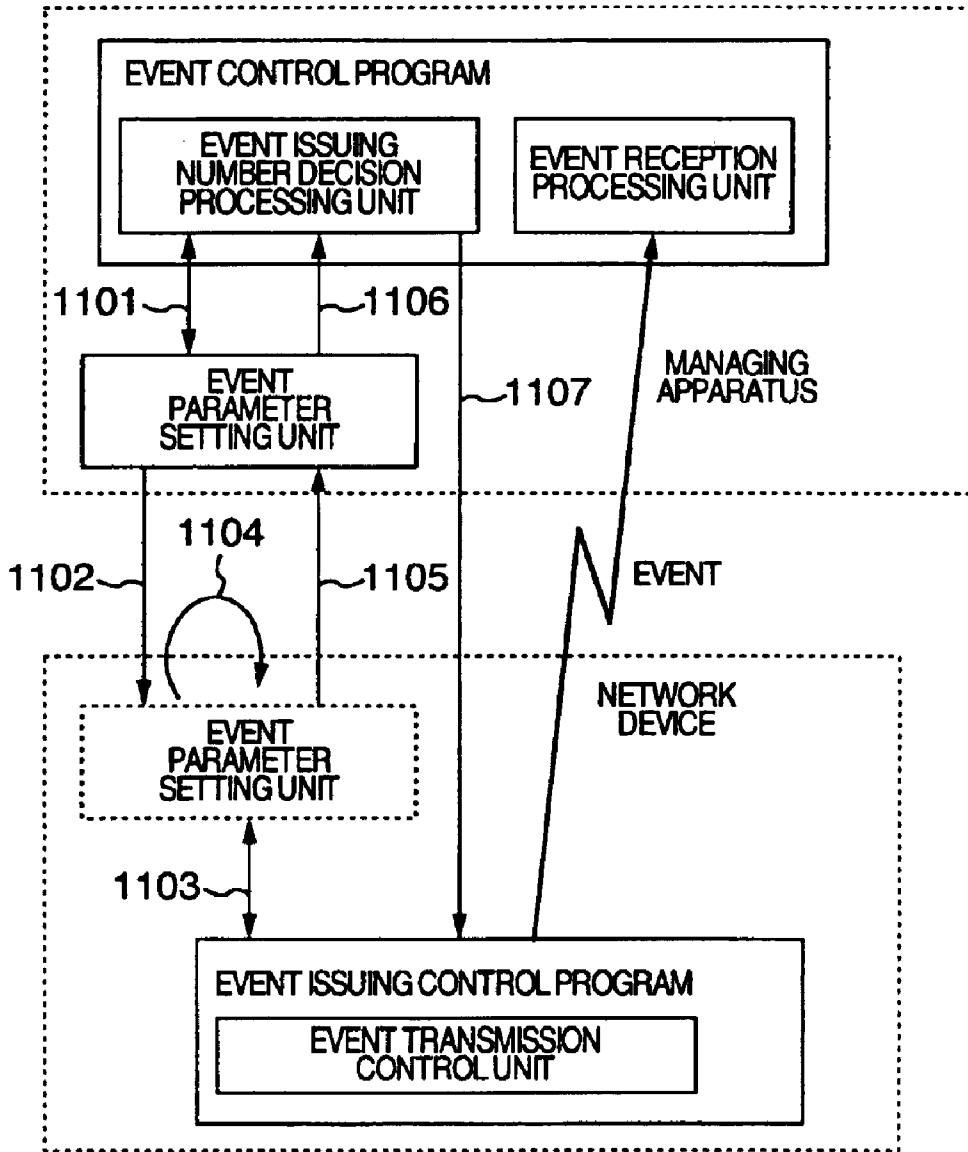 EVENT CONTROL PROGRAM
EVENT ISSUING
NUMBER DECISION
PROCESSING UNIT
EVENT RECEPTION
PROCESSING UNIT
1101
1106
EVENT
PARAMETER
SETTING UNIT
1107
MANAGING
APPARATUS
1104
1102
1105
EVENT
NETWORK
DEVICE
EVENT
PARAMETER
SETTING UNIT
1103
EVENT ISSUING CONTROL PROGRAM
EVENT TRANSMISSION
CONTROL UNIT